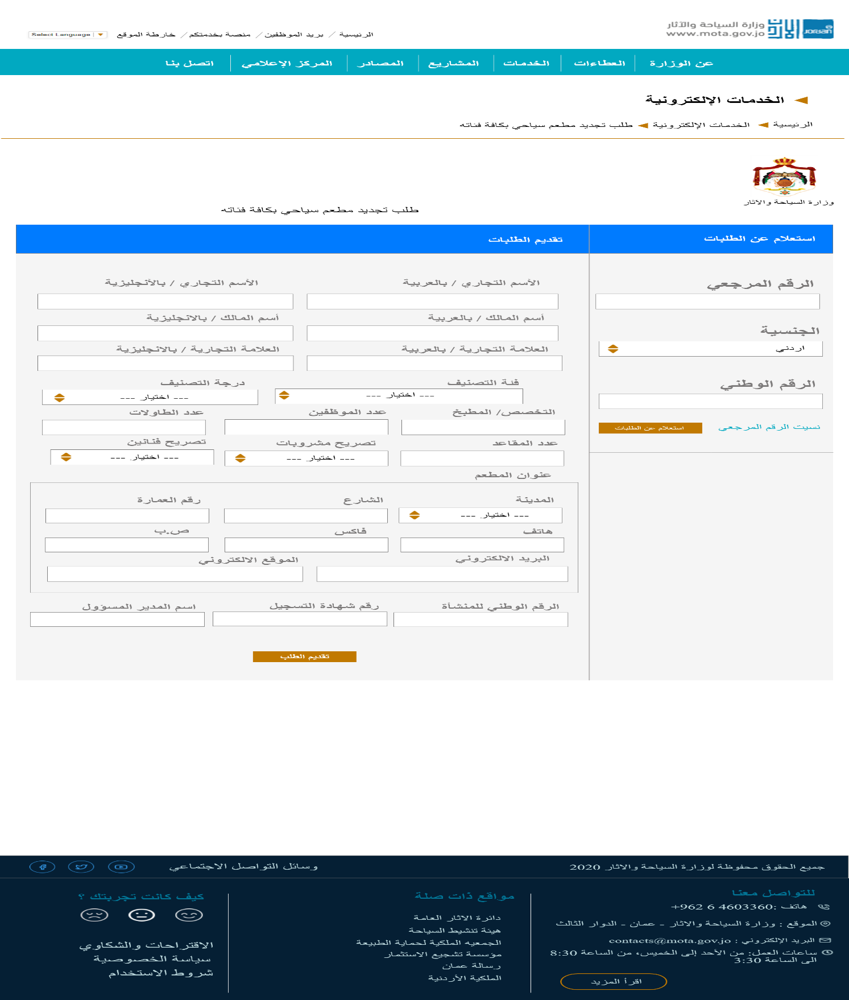 وزارة السياحة والآثار
www.mota.gov.jo
الأردن
Jordan
الرئيسية / بريد الموظفين / منصة بخدمتكم / خارطة الموقع
Select Language
عن الوزارة
العطاءات
الخدمات
المشاريع
المصادر
المركز الإعلامي
اتصل بنا
الخدمات الإلكترونية
الرئيسية
الخدمات الإلكترونية
طلب تجديد مطعم سياحي بكافة فئاته
وزارة السياحة والآثار
طلب تجديد مطعم سياحي بكافة فئاته
استعلام عن الطلبات
الرقم المرجعي
الجنسية
اردني
الرقم الوطني
نسيت الرقم المرجعي
استعلام عن الطلبات
تقديم الطلبات
الأسم التجاري / بالعربية
الأسم التجاري / بالأنجليزية
أسم المالك / بالعربية
أسم المالك / بالانجليزية
العلامة التجارية / بالعربية
العلامة التجارية / بالانجليزية
فئة التصنيف
درجة التصنيف
--- اختيار ---
--- اختيار ---
التخصص/ المطبخ
عدد الموظفين
عدد الطاولات
عدد المقاعد
تصريح مشروبات
تصريح فنانين
--- اختيار ---
--- اختيار ---
عنوان المطعم
المدينة
الشارع
رقم العمارة
--- اختيار ---
هاتف
فاكس
ص.ب
البريد الالكتروني
الموقع الالكتروني
الرقم الوطني للمنشأة
رقم شهادة التسجيل
اسم المدير المسؤول
تقديم الطلب
جميع الحقوق محفوظة لوزارة السياحة والاثار 2020
وسائل التواصل الاجتماعي
للتواصل معنا
هاتف :4603360 6 962+
الموقع : وزارة السياحة والاثار - عمان - الدوار الثالث
البريد الإلكتروني : contacts@mota.gov.jo
ساعات العمل: من الأحد إلى الخميس، من الساعة 8:30
الى الساعة 3:30
اقرأ المزيد
مواقع ذات صلة
دائرة الاثار العامة
هيئة تنشيط السياحة
الجمعيه الملكية لحماية الطبيعة
مؤسسة تشجيع الاستثمار
رسالة عمان
الملكية الأردنية
كيف كانت تجربتك ؟
الاقتراحات والشكاوي
سياسة الخصوصية
شروط الاستخدام